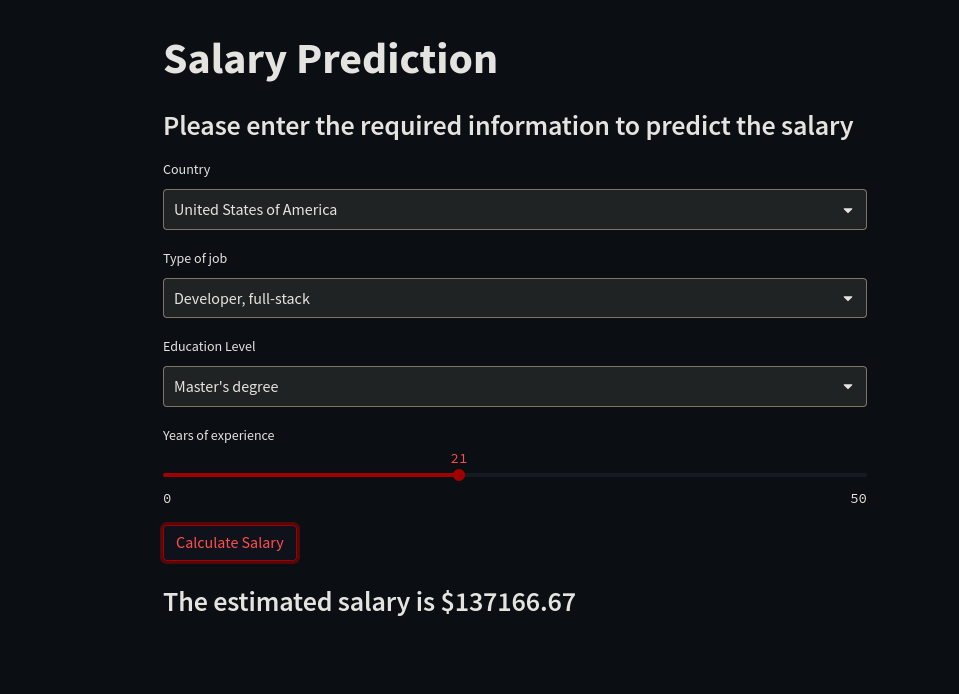 Salary Prediction
Please enter the required information to predict the salary
Country
United States of America
Type of job
Developer, full-stack
Education Level
Master's degree
Years of experience
21
0 50
Calculate Salary
The estimated salary is $137166.67